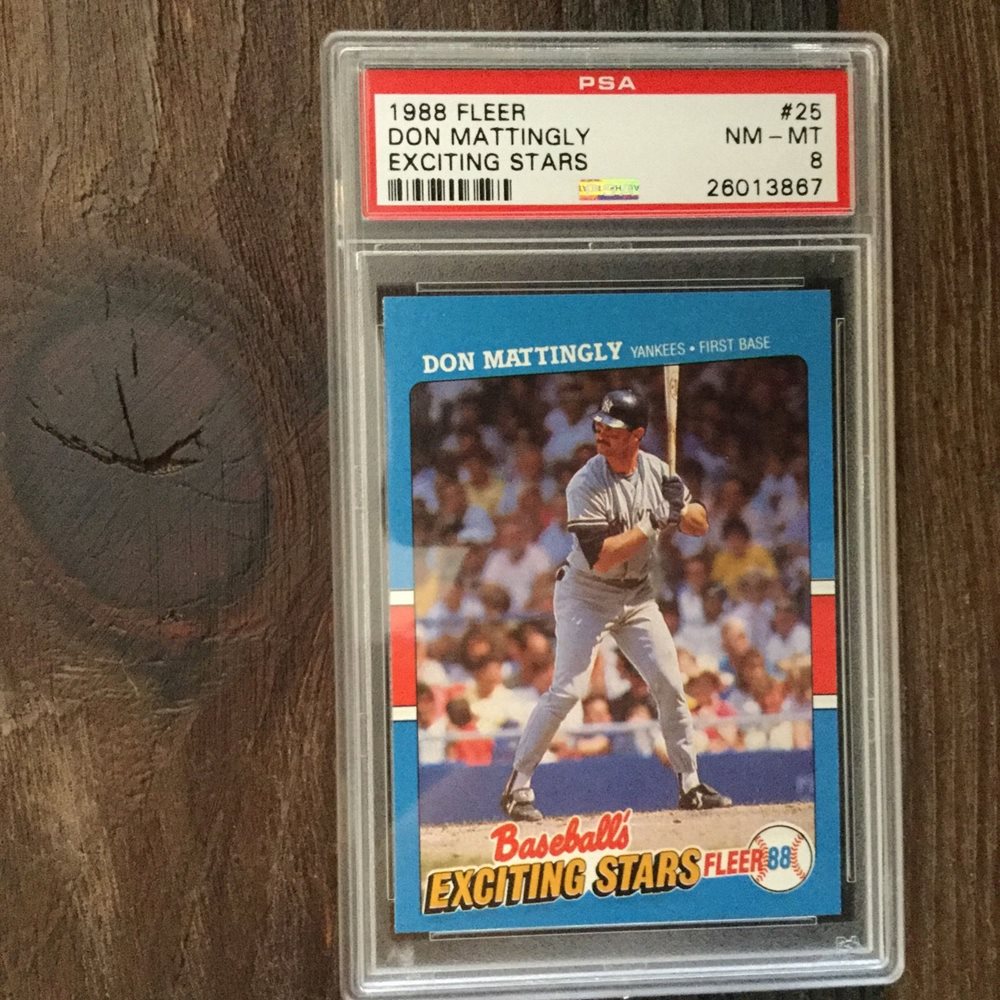 PSA
1988 FLEER #25
DON MATTINGLY NM - MT
EXCITING STARS 8
26013867
DON MATTINGLY YANKEES • FIRST BASE
Baseball's
EXCITING STARS
FLEER 88